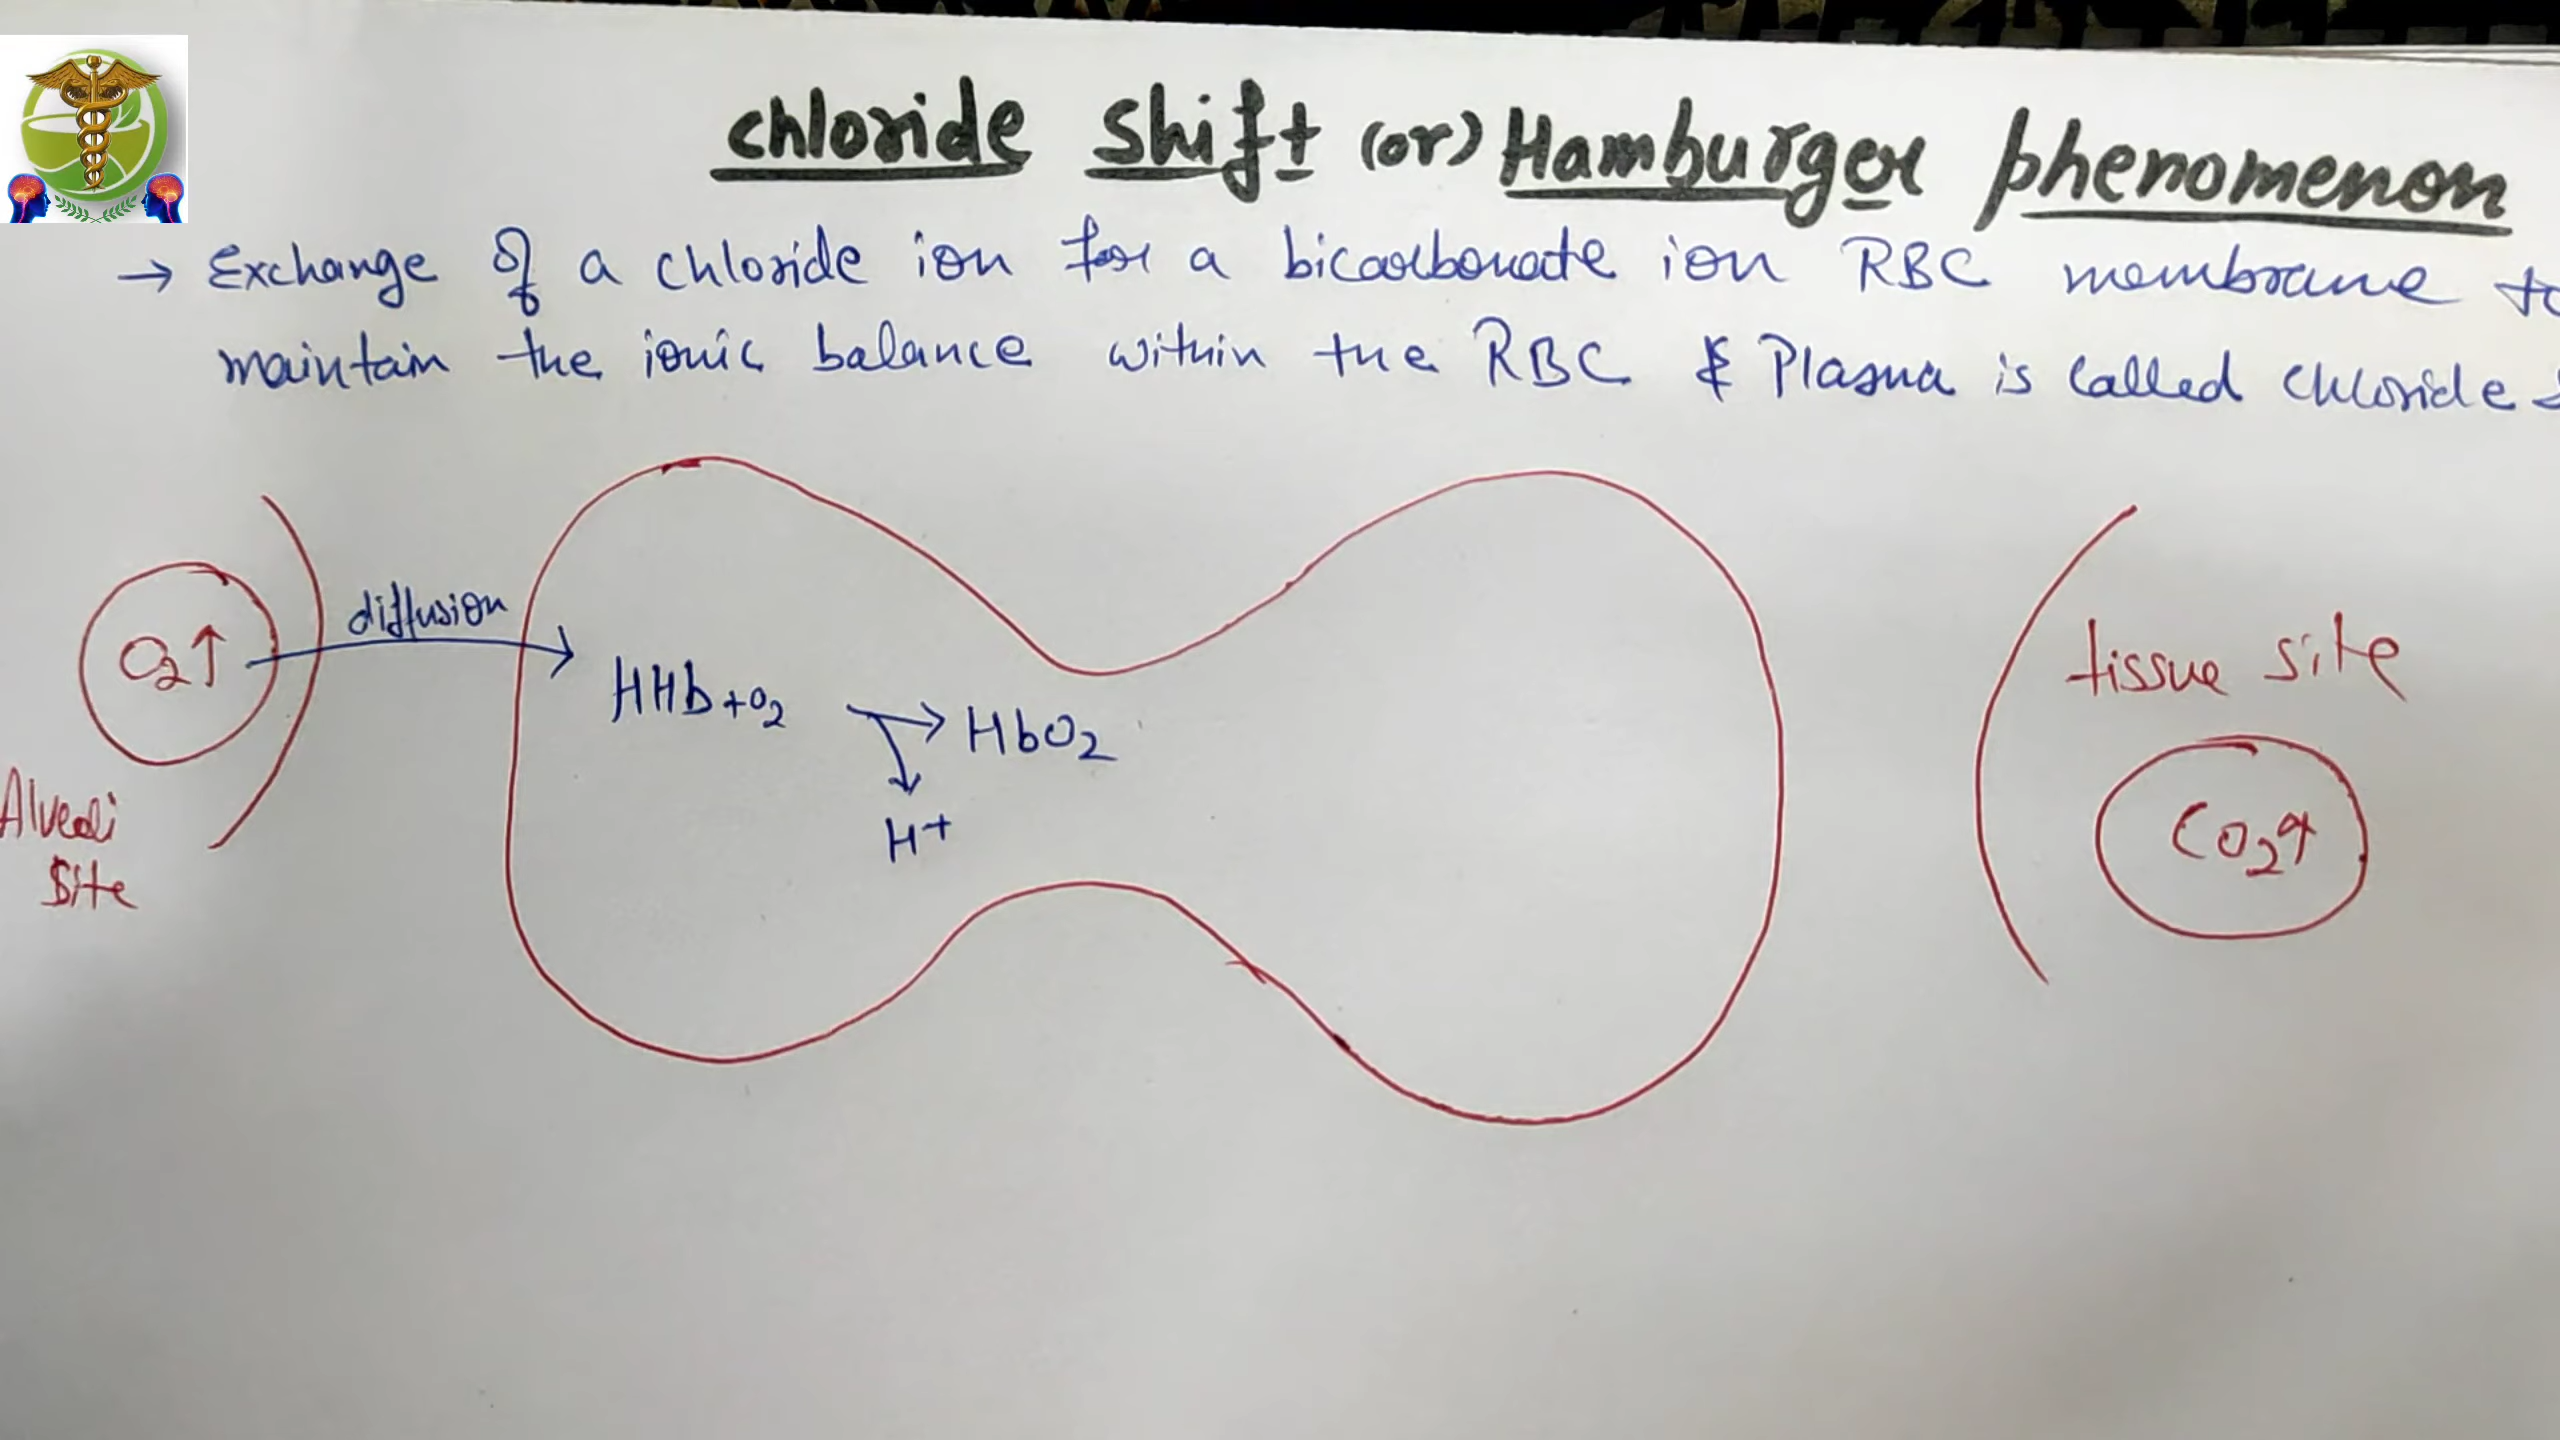 chloride shift (or) Hamburger phenomenon
→ Exchange of a chloride ion for a bicarbonate ion RBC membrane to
maintain the ionic balance within the RBC & Plasma is called chloride
diffusion
O₂↑
HHb+O₂ → HbO₂
H+
Alveoli
Site
tissue site
CO₂↑